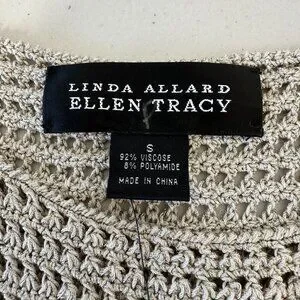 LINDA ALLARD
ELLEN TRACY
S
92% VISCOSE
8% POLYAMIDE
MADE IN CHINA